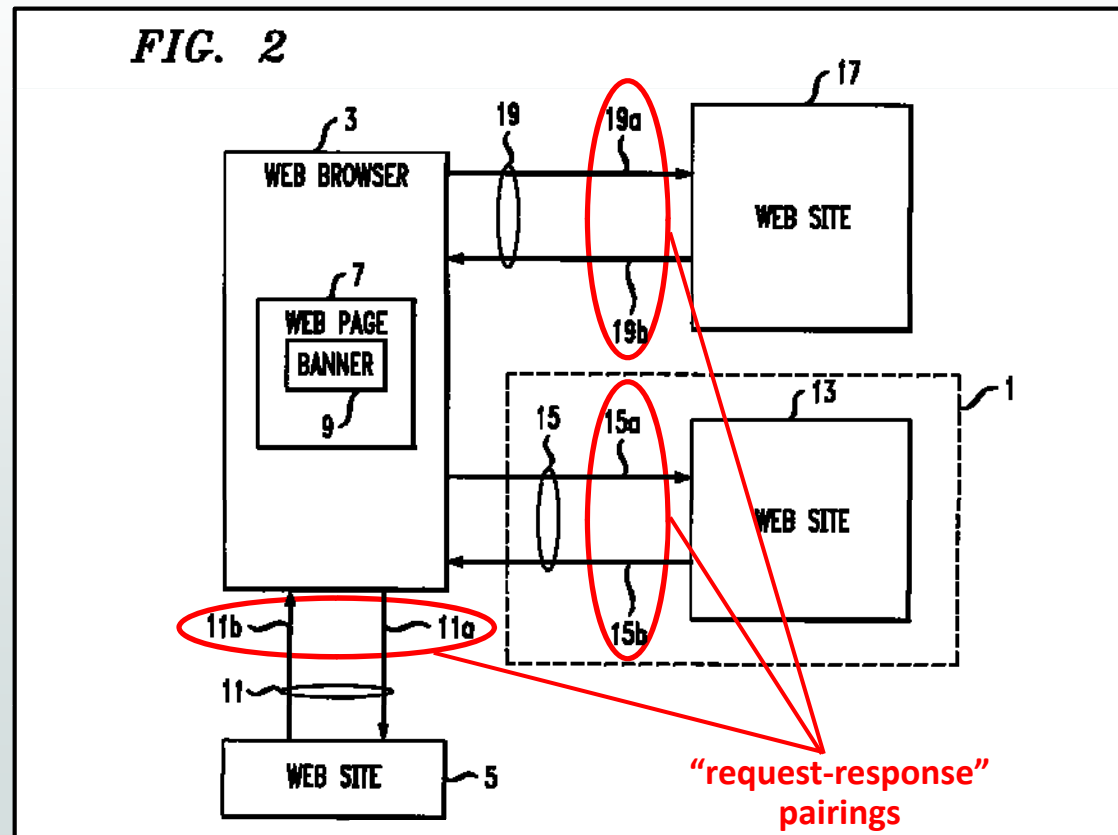 FIG. 2
17
3
19
19a
WEB BROWSER
WEB SITE
7
WEB PAGE
BANNER
9
19b
13
1
15
15a
WEB SITE
15b
11b
11a
11
WEB SITE
5
“request-response”
pairings